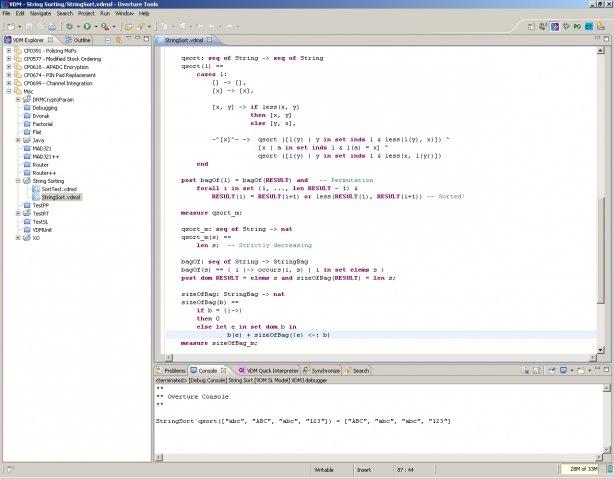 VDM - String Sorting/StringSort.vdmsl - Overture Tools
File Edit Navigate Search Project Run Window Help
VDM
PO
VDM Explorer
Outline
CP0391 - Policing MoPs
CP0577 - Modified Stock Ordering
CP0618 - APADC Encryption
CP0674 - PIN Pad Replacement
CP0699 - Channel Integration
Misc
DRMCryptoParam
Debugging
Dvorak
Factorial
Flat
Java
MADJ21
MADJ21++
Router
Router++
String Sorting
SortTest.vdmsl
StringSort.vdmsl
TestPP
TestRT
TestSL
VDMUnit
XO
StringSort.vdmsl
qsort: seq of String -> seq of String
qsort(l) ==
cases l:
[] -> [],
[x] -> [x],
[x, y] -> if less(x, y)
then [x, y]
else [y, x],
-^[x]^- -> qsort ([l(y) | y in set inds l & less(l(y), x)]) ^
[x | a in set inds l & l(a) = x] ^
qsort ([l(y) | y in set inds l & less(x, l(y))])
end
post bagOf(l) = bagOf(RESULT) and -- Permutation
forall i in set {1, ..., len RESULT - 1} &
RESULT(i) = RESULT(i+1) or less(RESULT(i), RESULT(i+1)) -- Sorted!
measure qsort_m;
qsort_m: seq of String -> nat
qsort_m(s) ==
len s; -- Strictly decreasing
bagOf: seq of String -> StringBag
bagOf(s) == { i |-> occurs(i, s) | i in set elems s }
post dom RESULT = elems s and sizeOfBag(RESULT) = len s;
sizeOfBag: StringBag -> nat
sizeOfBag(b) ==
if b = {|->}
then 0
else let e in set dom b in
b(e) + sizeOfBag({e} <-: b)
measure sizeOfBag_m;
Problems
Console
VDM Quick Interpreter
Synchronize
Search
<terminated> [Debug Console] String Sort [VDM SL Model] VDMJ debugger
**
** Overture Console
**
StringSort`qsort(["abc", "ABC", "abc", "123"]) = ["ABC", "abc", "abc", "123"]
Writable
Insert
87 : 44
28M of 33M